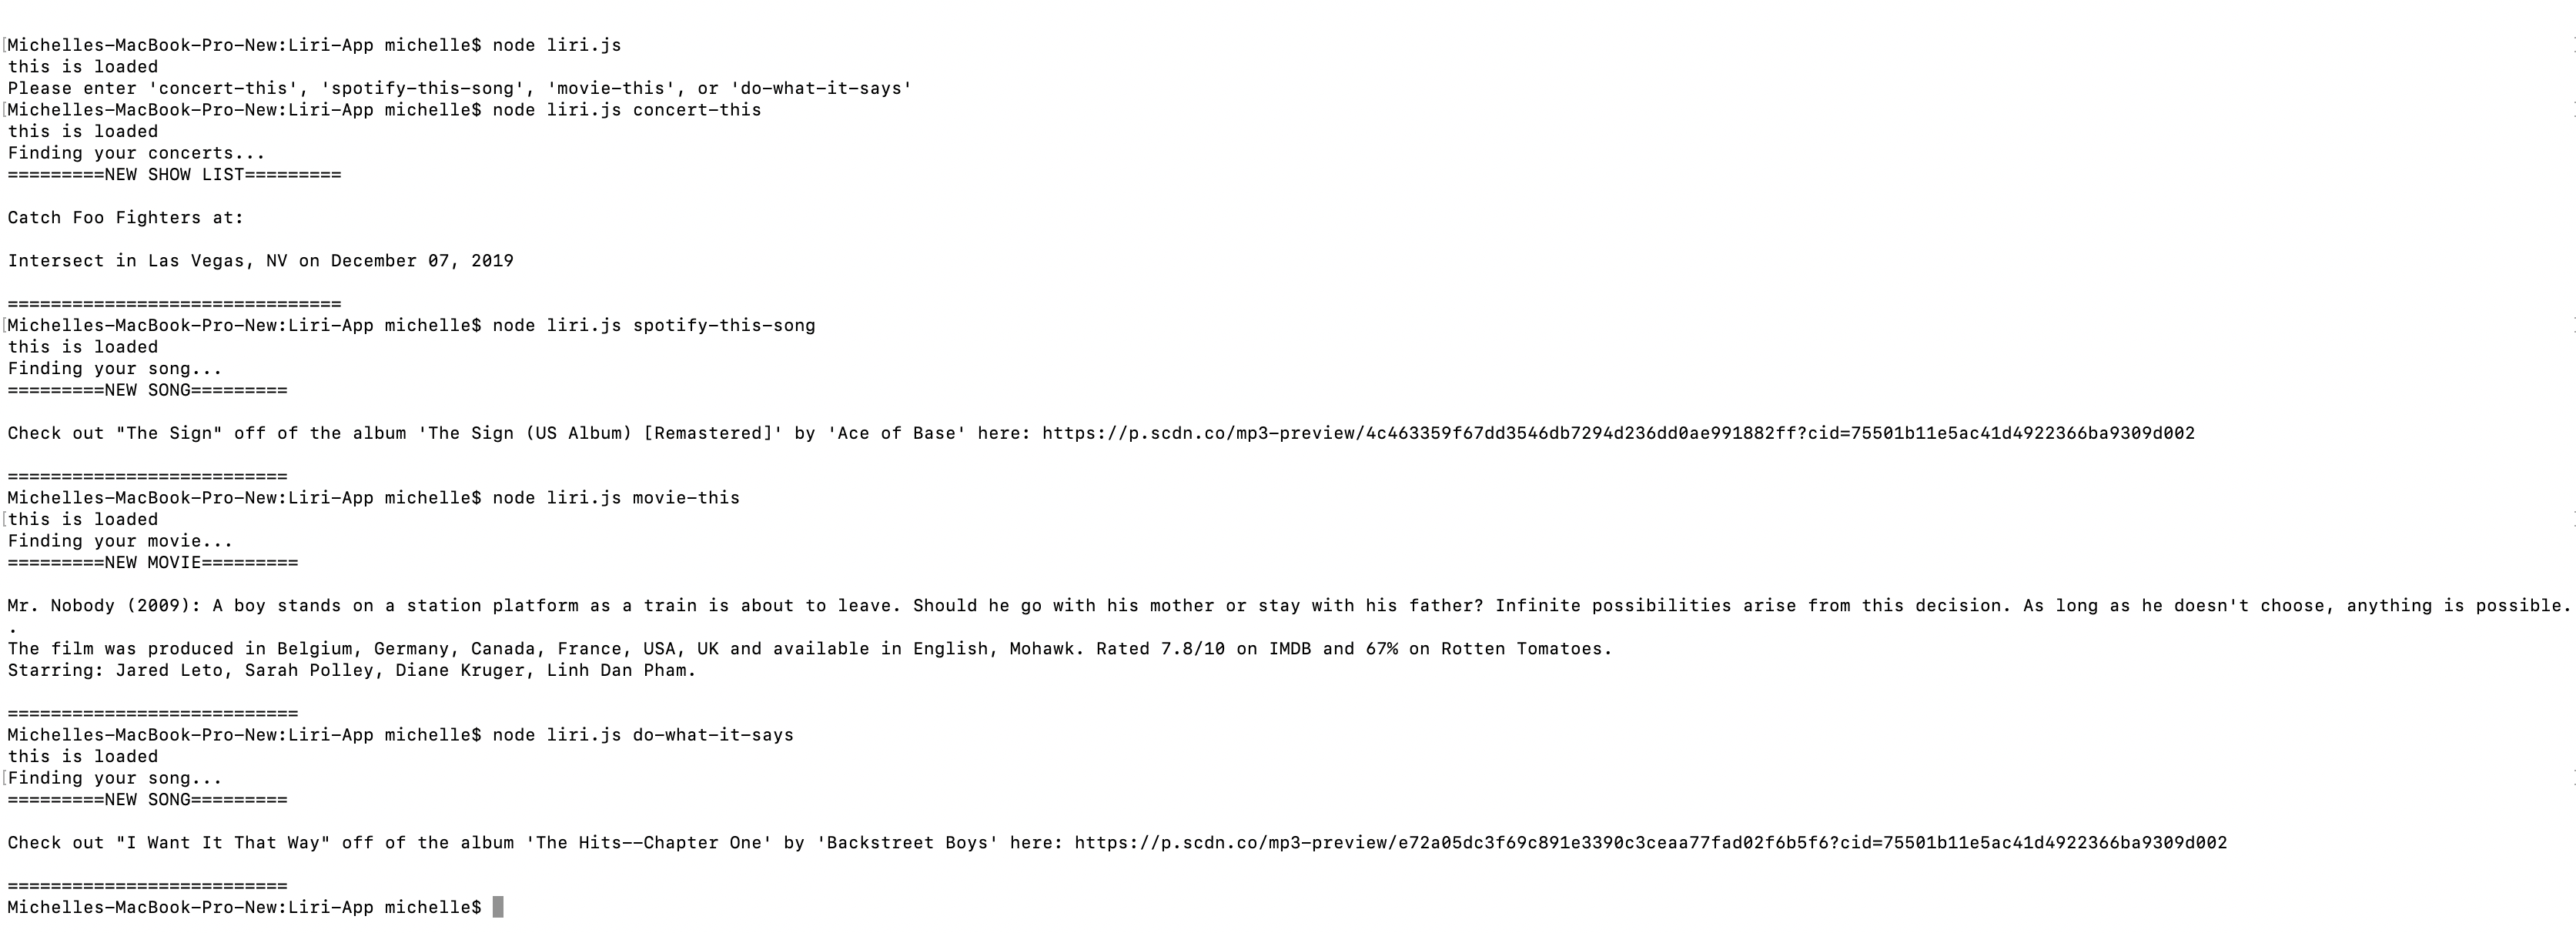 [Michelles-MacBook-Pro-New:Liri-App michelle$ node liri.js ]
this is loaded
Please enter 'concert-this', 'spotify-this-song', 'movie-this', or 'do-what-it-says'
[Michelles-MacBook-Pro-New:Liri-App michelle$ node liri.js concert-this ]
this is loaded
Finding your concerts...
=========NEW SHOW LIST=========
Catch Foo Fighters at:
Intersect in Las Vegas, NV on December 07, 2019
===============================
[Michelles-MacBook-Pro-New:Liri-App michelle$ node liri.js spotify-this-song ]
this is loaded
Finding your song...
=========NEW SONG=========
Check out "The Sign" off of the album 'The Sign (US Album) [Remastered]' by 'Ace of Base' here: https://p.scdn.co/mp3-preview/4c463359f67dd3546db7294d236dd0ae991882ff?cid=75501b11e5ac41d4922366ba9309d002
==========================
Michelles-MacBook-Pro-New:Liri-App michelle$ node liri.js movie-this
[this is loaded ]
Finding your movie...
=========NEW MOVIE=========
Mr. Nobody (2009): A boy stands on a station platform as a train is about to leave. Should he go with his mother or stay with his father? Infinite possibilities arise from this decision. As long as he doesn't choose, anything is possible.
.
The film was produced in Belgium, Germany, Canada, France, USA, UK and available in English, Mohawk. Rated 7.8/10 on IMDB and 67% on Rotten Tomatoes.
Starring: Jared Leto, Sarah Polley, Diane Kruger, Linh Dan Pham.
===========================
Michelles-MacBook-Pro-New:Liri-App michelle$ node liri.js do-what-it-says
this is loaded
[Finding your song... ]
=========NEW SONG=========
Check out "I Want It That Way" off of the album 'The Hits--Chapter One' by 'Backstreet Boys' here: https://p.scdn.co/mp3-preview/e72a05dc3f69c891e3390c3ceaa77fad02f6b5f6?cid=75501b11e5ac41d4922366ba9309d002
==========================
Michelles-MacBook-Pro-New:Liri-App michelle$